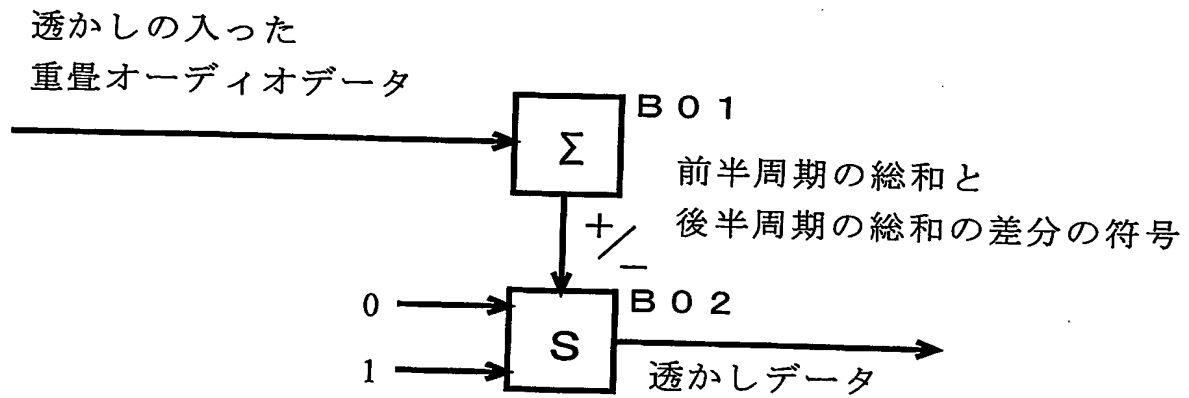 透かしの入った
重畳オーディオデータ
B01
Σ
前半周期の総和と
後半周期の総和の差分の符号
+/−
0
B02
S
1
透かしデータ